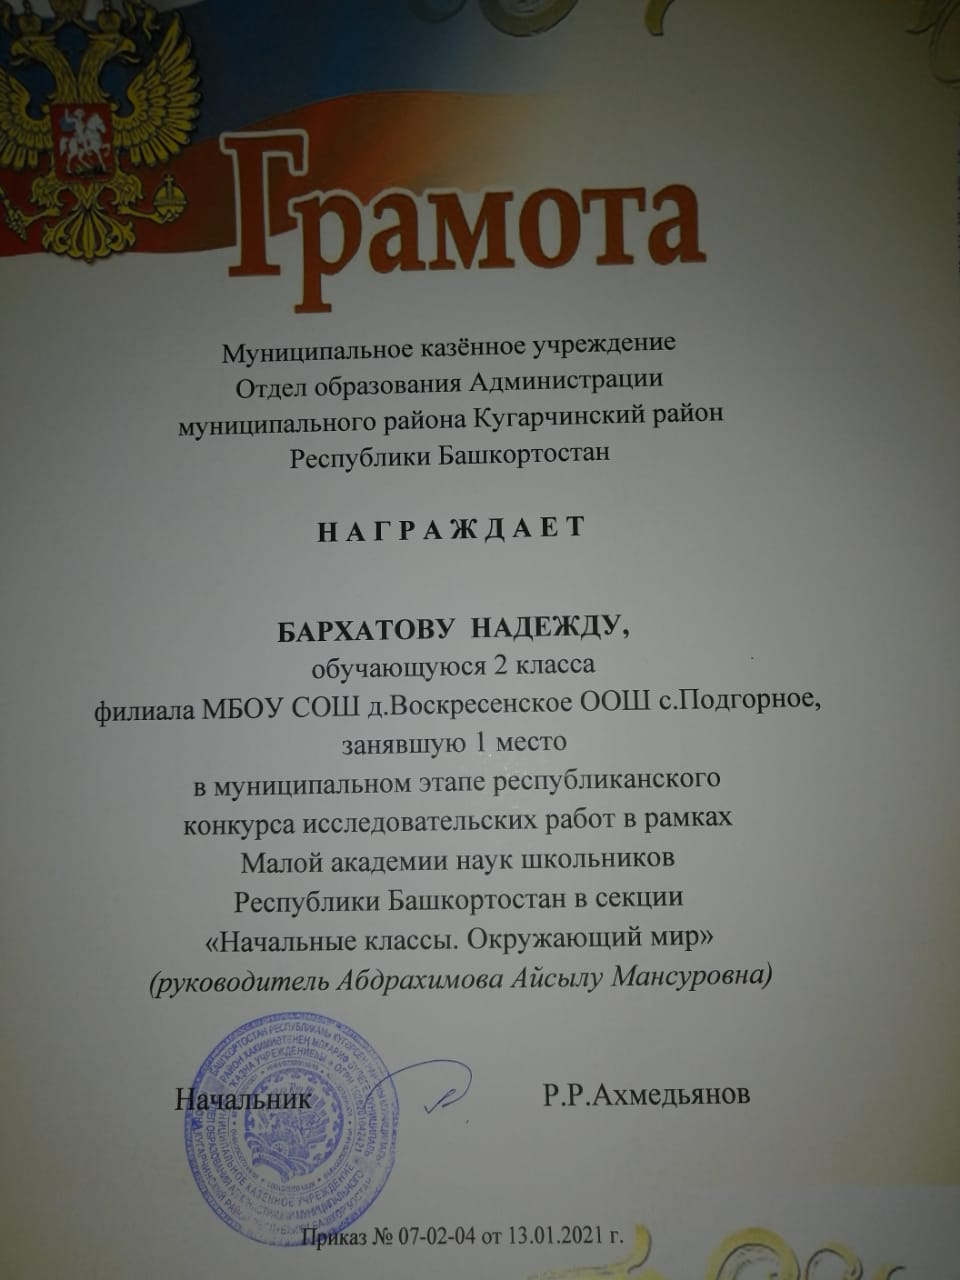 Грамота
Муниципальное казённое учреждение
Отдел образования Администрации
муниципального района Кугарчинский район
Республики Башкортостан
Н А Г Р А Ж Д А Е Т
БАРХАТОВУ НАДЕЖДУ,
обучающуюся 2 класса
филиала МБОУ СОШ д.Воскресенское ООШ с.Подгорное,
занявшую 1 место
в муниципальном этапе республиканского
конкурса исследовательских работ в рамках
Малой академии наук школьников
Республики Башкортостан в секции
«Начальные классы. Окружающий мир»
(руководитель Абдрахимова Айсылу Мансуровна)
Начальник Р.Р.Ахмедьянов
Приказ № 07-02-04 от 13.01.2021 г.